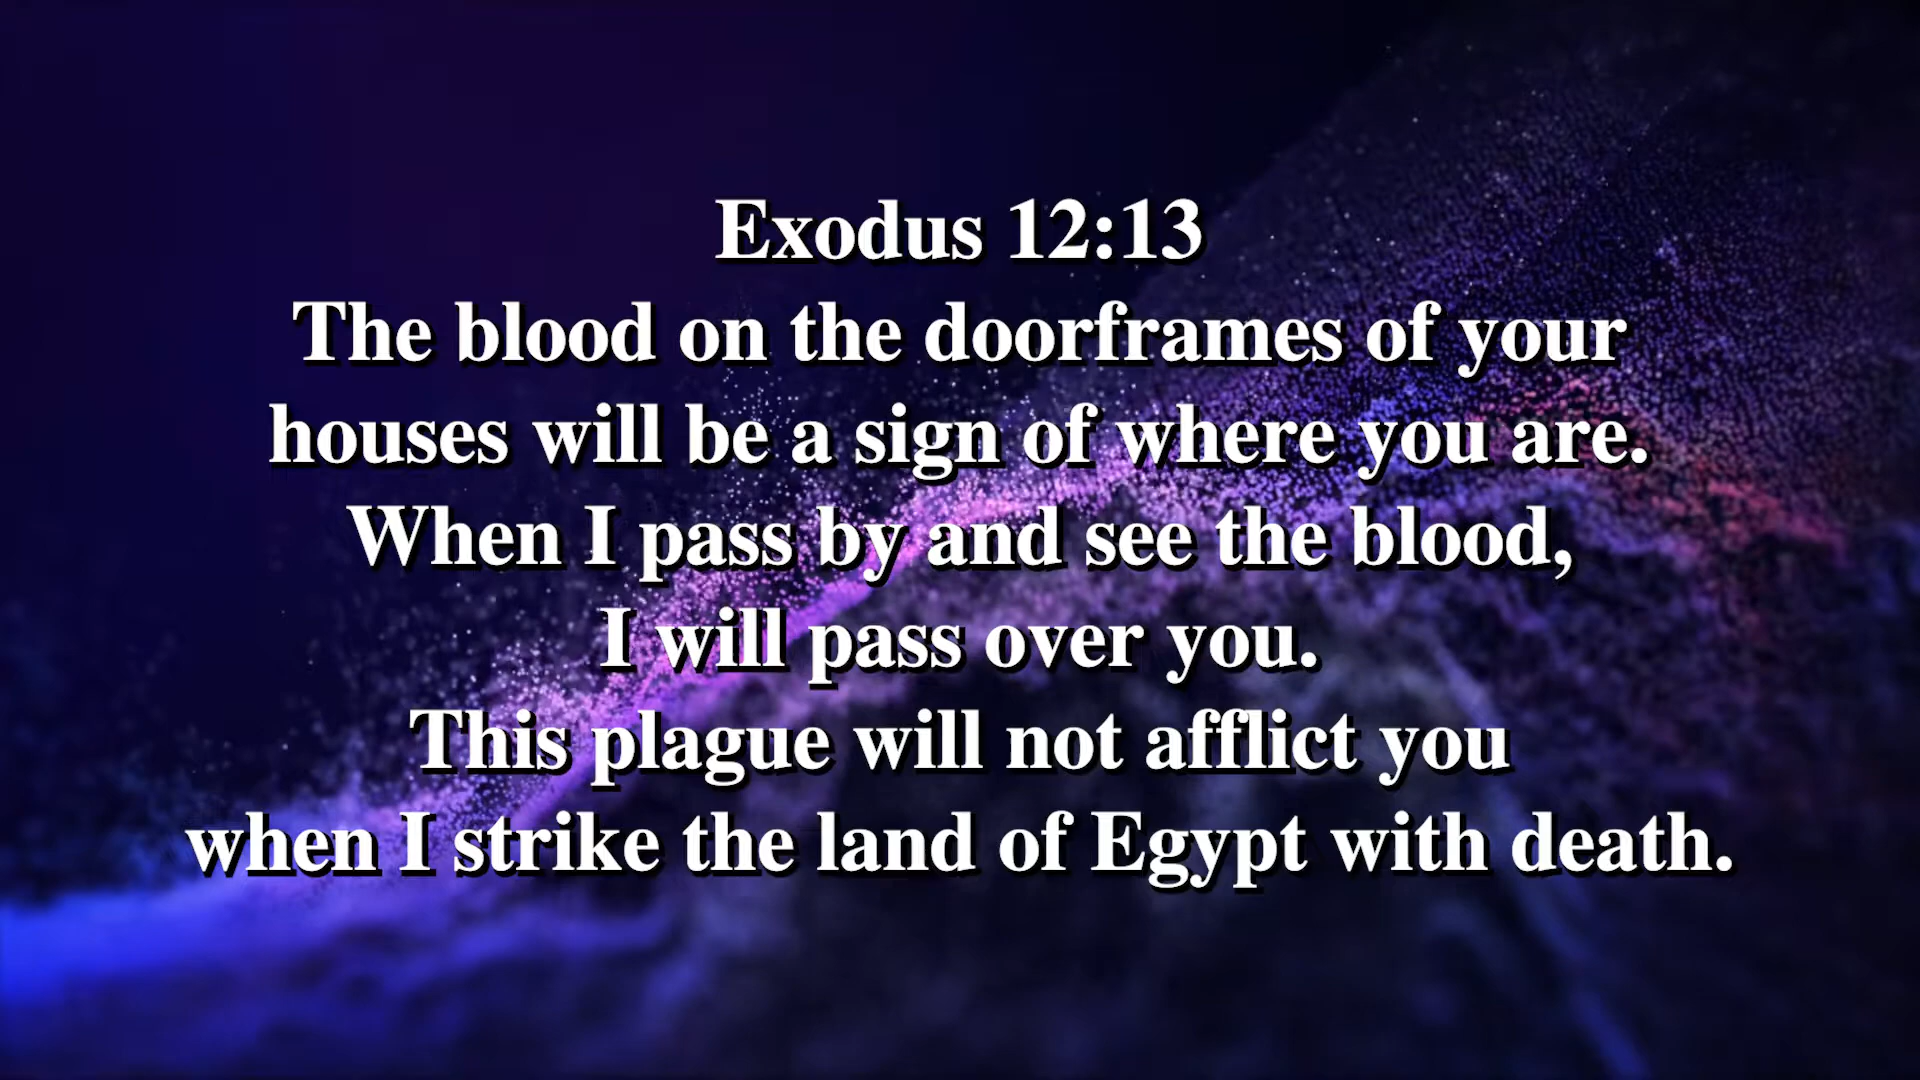 Exodus 12:13
The blood on the doorframes of your
houses will be a sign of where you are.
When I pass by and see the blood,
I will pass over you.
This plague will not afflict you
when I strike the land of Egypt with death.